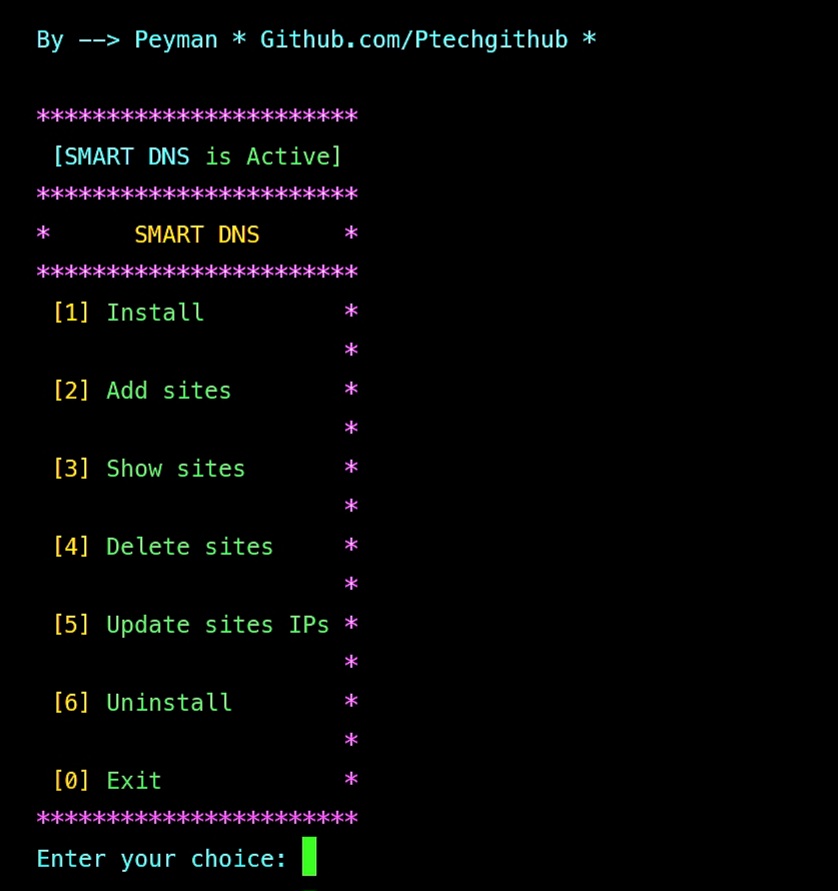 By --> Peyman * Github.com/Ptechgithub *
***********************
[SMART DNS is Active]
***********************
* SMART DNS *
***********************
[1] Install *
*
[2] Add sites *
*
[3] Show sites *
*
[4] Delete sites *
*
[5] Update sites IPs *
*
[6] Uninstall *
*
[0] Exit *
***********************
Enter your choice: